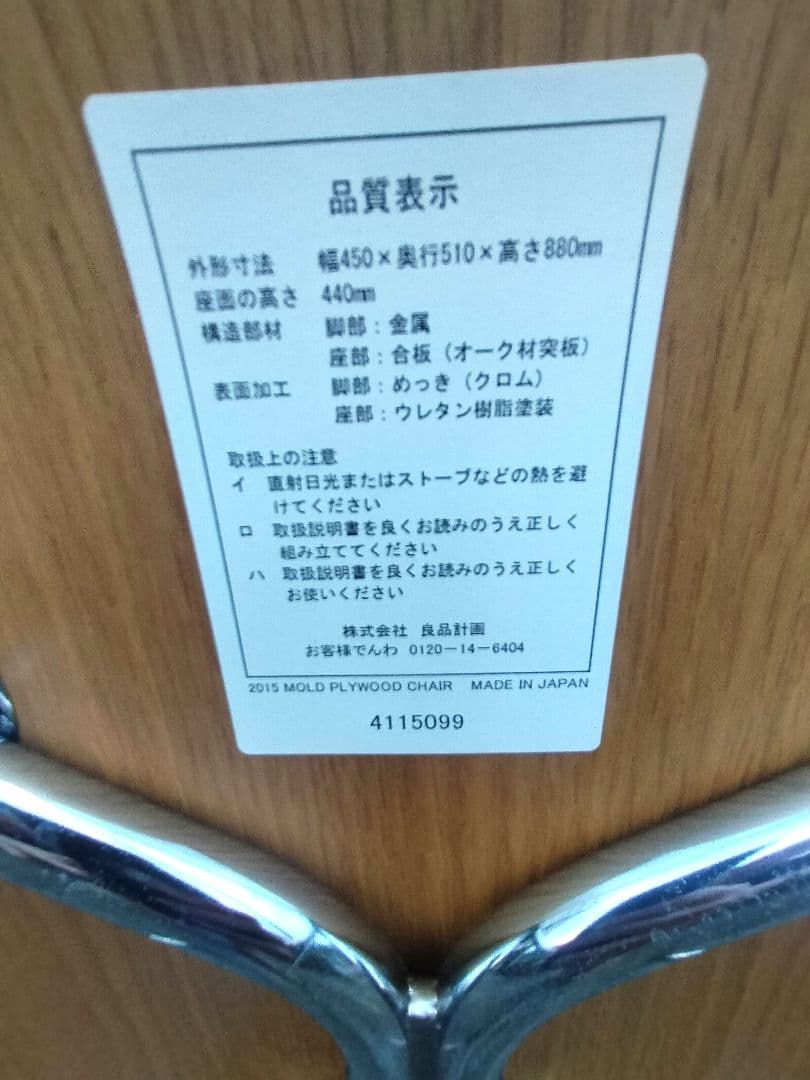 品質表示
外形寸法 幅450×奥行510×高さ880mm
座面の高さ 440mm
構造部材 脚部:金属
座部:合板(オーク材突板)
表面加工 脚部:めっき(クロム)
座部:ウレタン樹脂塗装
取扱上の注意
イ 直射日光またはストーブなどの熱を避
けてください
ロ 取扱説明書を良くお読みのうえ正しく
組み立ててください
ハ 取扱説明書を良くお読みのうえ正しく
お使いください
株式会社 良品計画
お客様でんわ 0120-14-6404
2015 MOLD PLYWOOD CHAIR MADE IN JAPAN
4115099